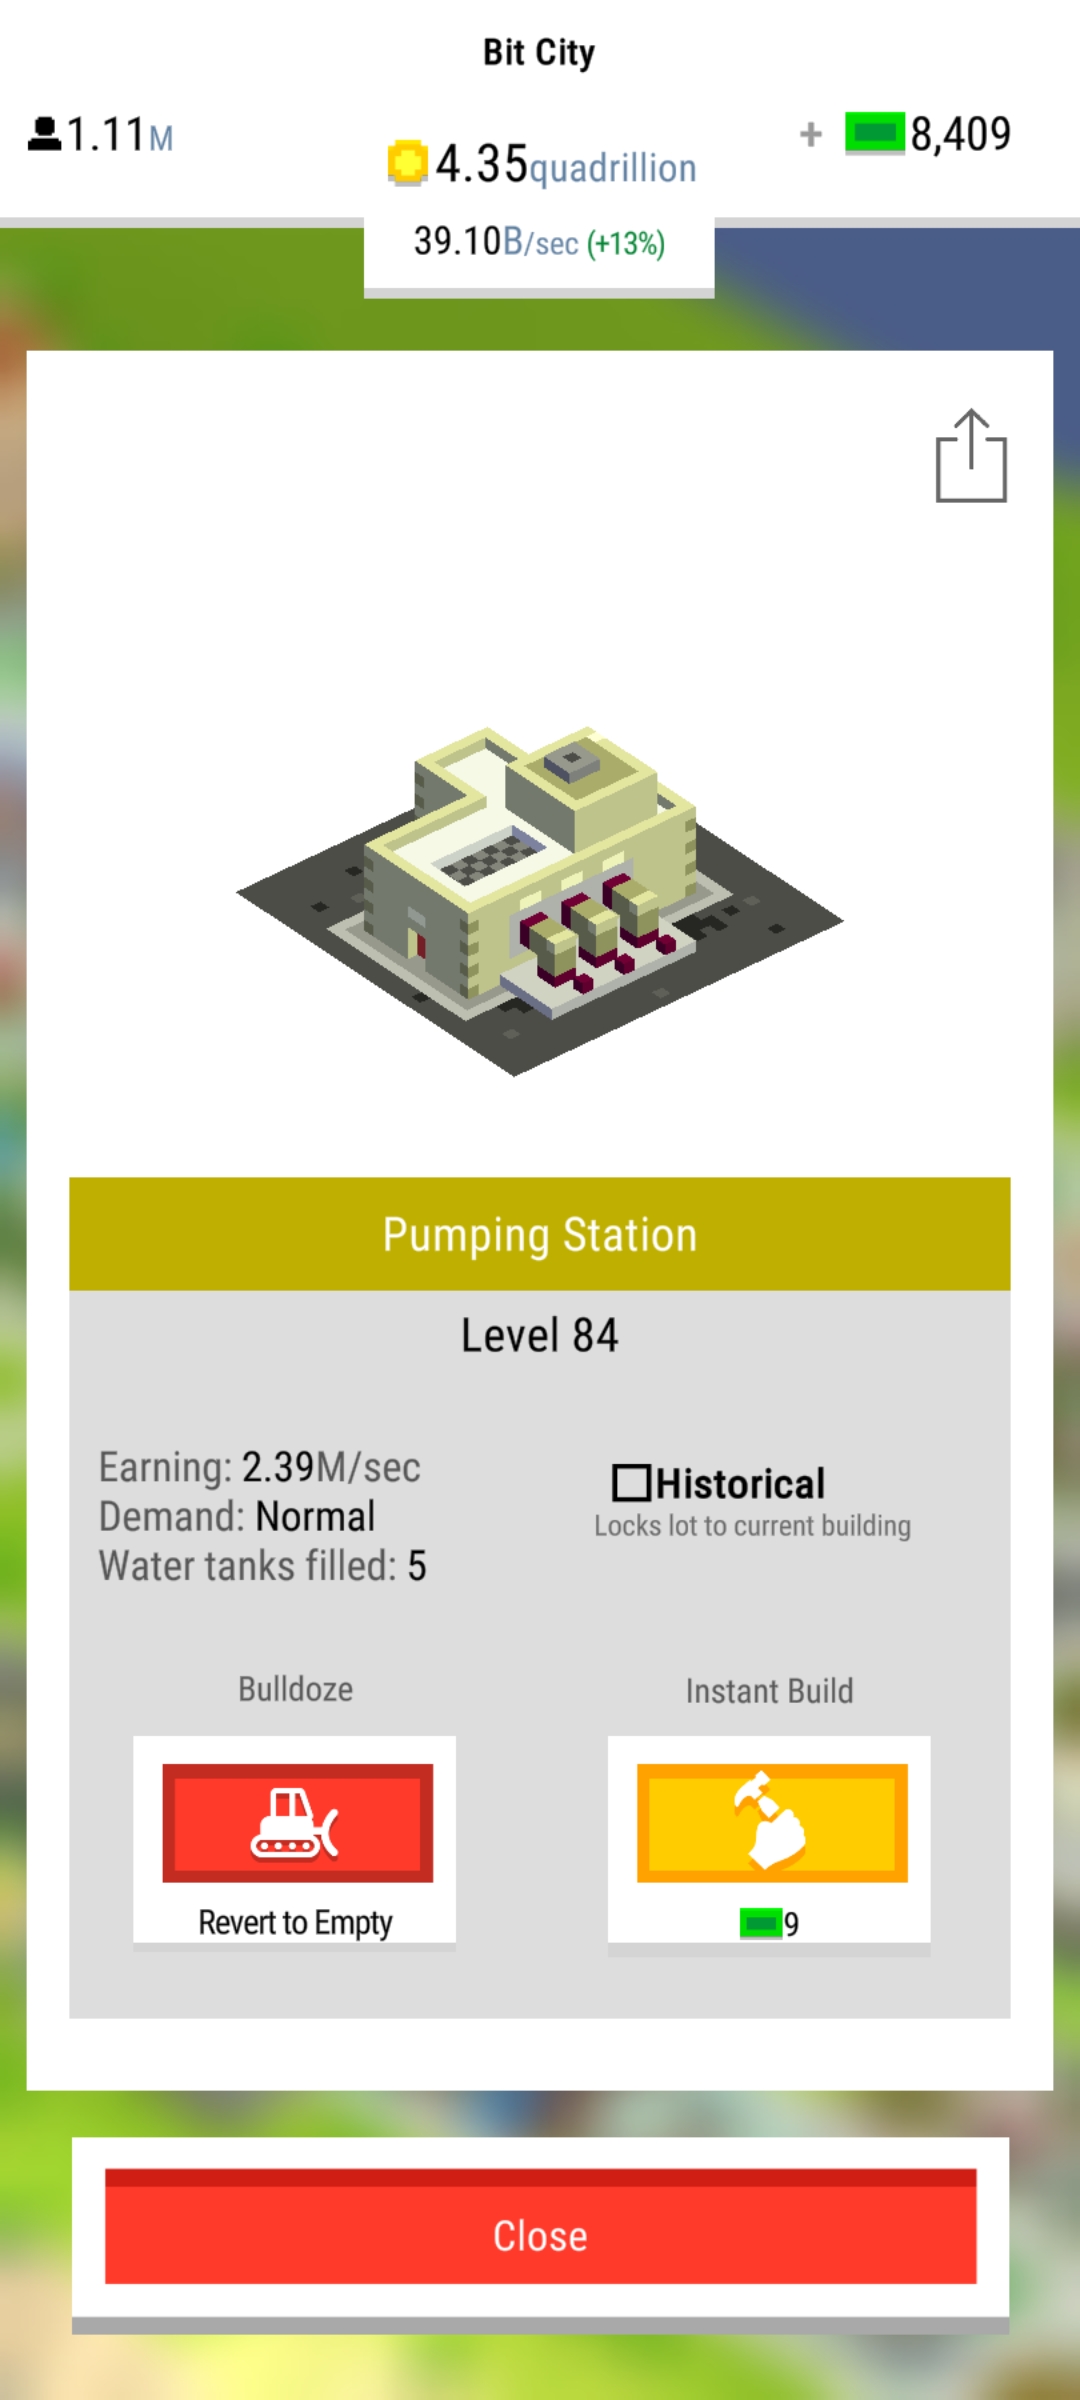 Bit City
1.11M
4.35quadrillion
+ 8,409
39.10B/sec (+13%)
Pumping Station
Level 84
Earning: 2.39M/sec
Demand: Normal
Water tanks filled: 5
Historical
Locks lot to current building
Bulldoze
Revert to Empty
Instant Build
9
Close